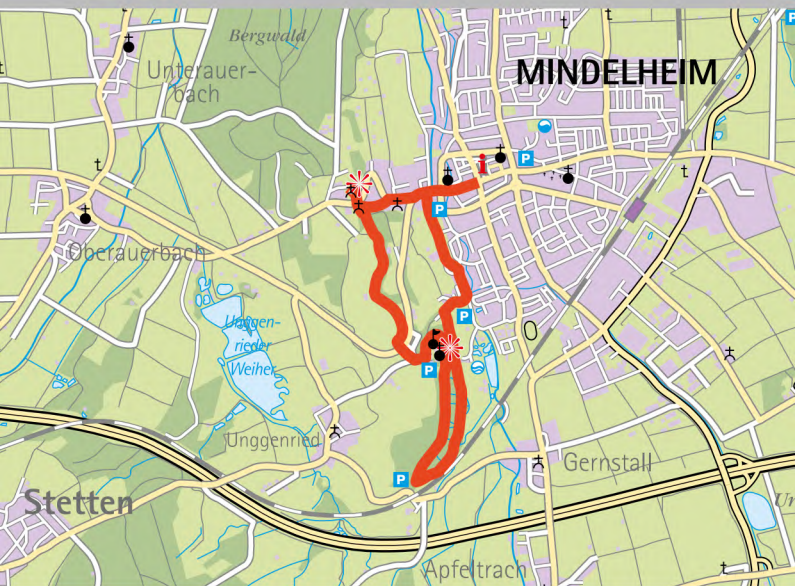 Bergwald
MINDELHEIM
Unterauer-
bach
P
i
P
P
Oberauerbach
Unggen-
rieder
Weiher
P
P
Unggenried
Gernstall
P
Stetten
Apfeltrach